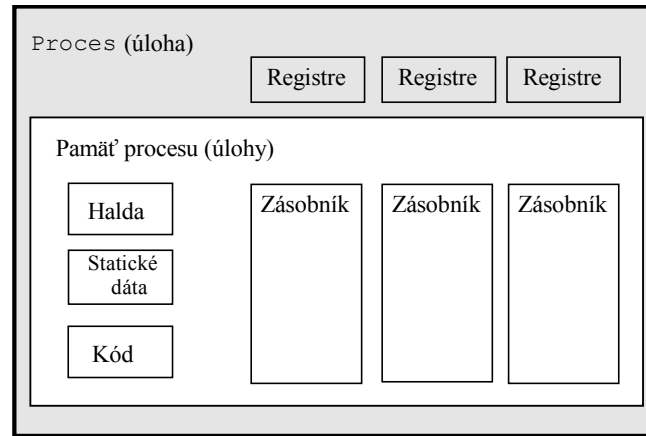 Proces (úloha)
Registre
Registre
Registre
Pamäť procesu (úlohy)
Halda
Zásobník
Zásobník
Zásobník
Statické
dáta
Kód